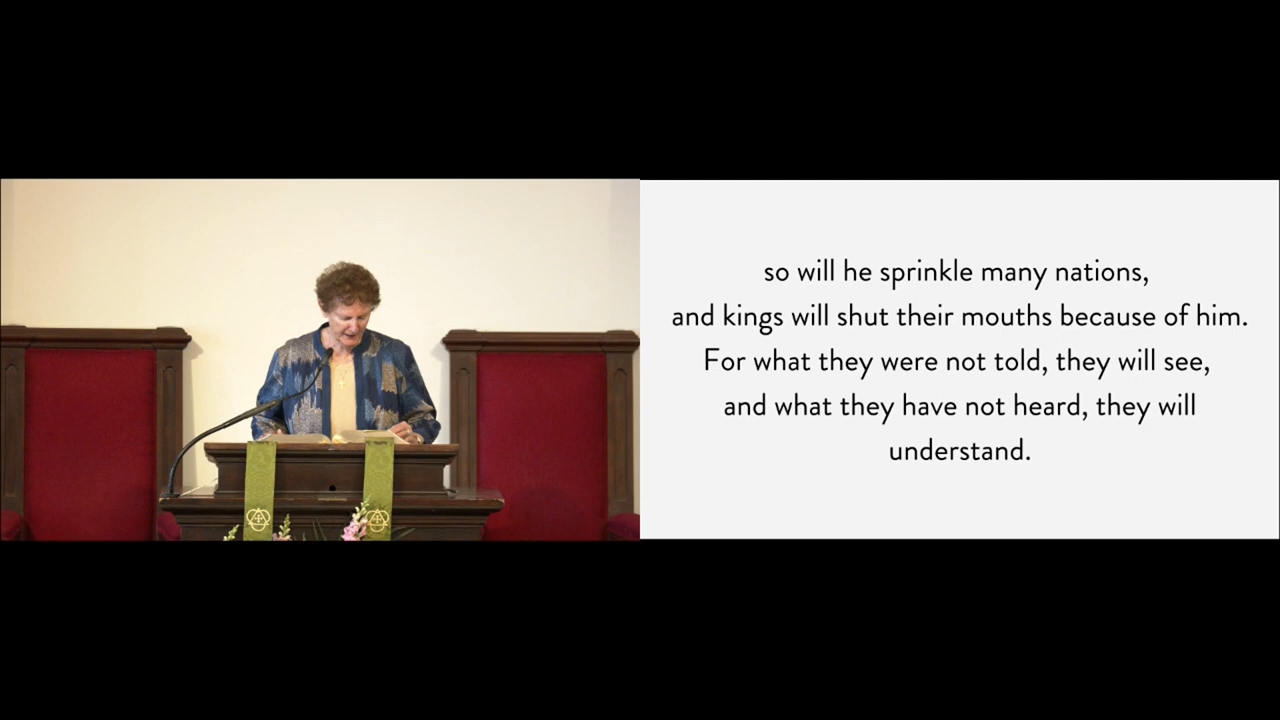 so will he sprinkle many nations,
and kings will shut their mouths because of him.
For what they were not told, they will see,
and what they have not heard, they will
understand.